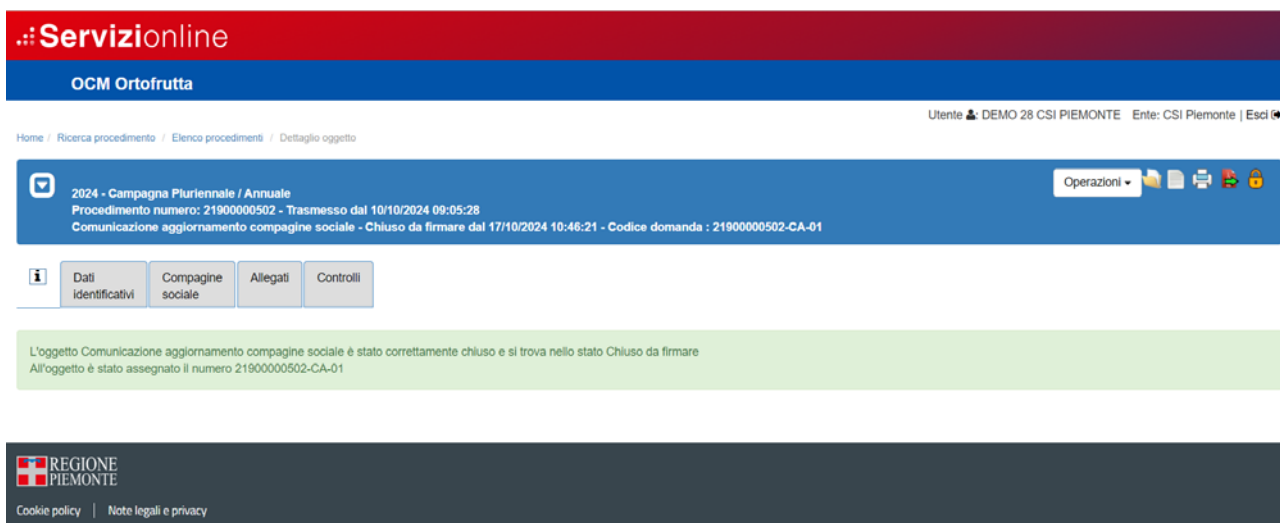 Servizionline
OCM Ortofrutta
Utente : DEMO 28 CSI PIEMONTE Ente: CSI Piemonte | Esci
Home / Ricerca procedimento / Elenco procedimenti / Dettaglio oggetto
Operazioni
2024 - Campagna Pluriennale / Annuale
Procedimento numero: 21900000502 - Trasmesso dal 10/10/2024 09:05:28
Comunicazione aggiornamento compagine sociale - Chiuso da firmare dal 17/10/2024 10:46:21 - Codice domanda : 21900000502-CA-01
i
Dati
identificativi
Compagine
sociale
Allegati
Controlli
L'oggetto Comunicazione aggiornamento compagine sociale è stato correttamente chiuso e si trova nello stato Chiuso da firmare
All'oggetto è stato assegnato il numero 21900000502-CA-01
REGIONE
PIEMONTE
Cookie policy | Note legali e privacy